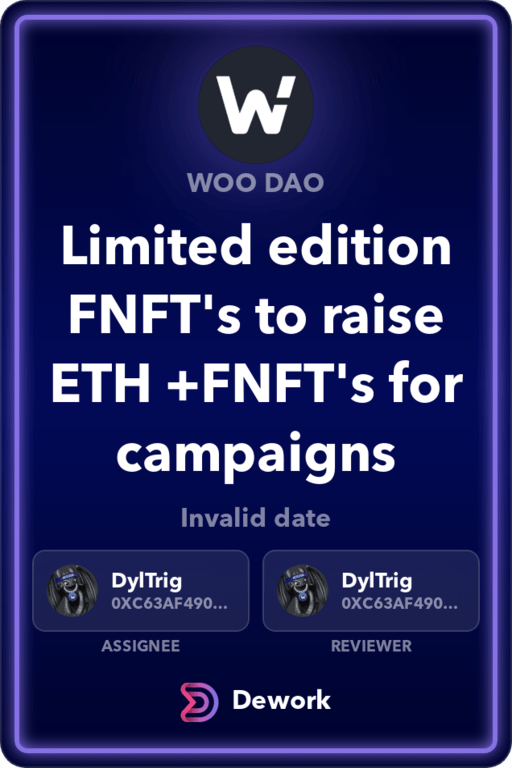 WOO DAO
Limited edition
FNFT's to raise
ETH +FNFT's for
campaigns
Invalid date
DylTrig
0XC63AF490...
ASSIGNEE
DylTrig
0XC63AF490...
REVIEWER
Dework